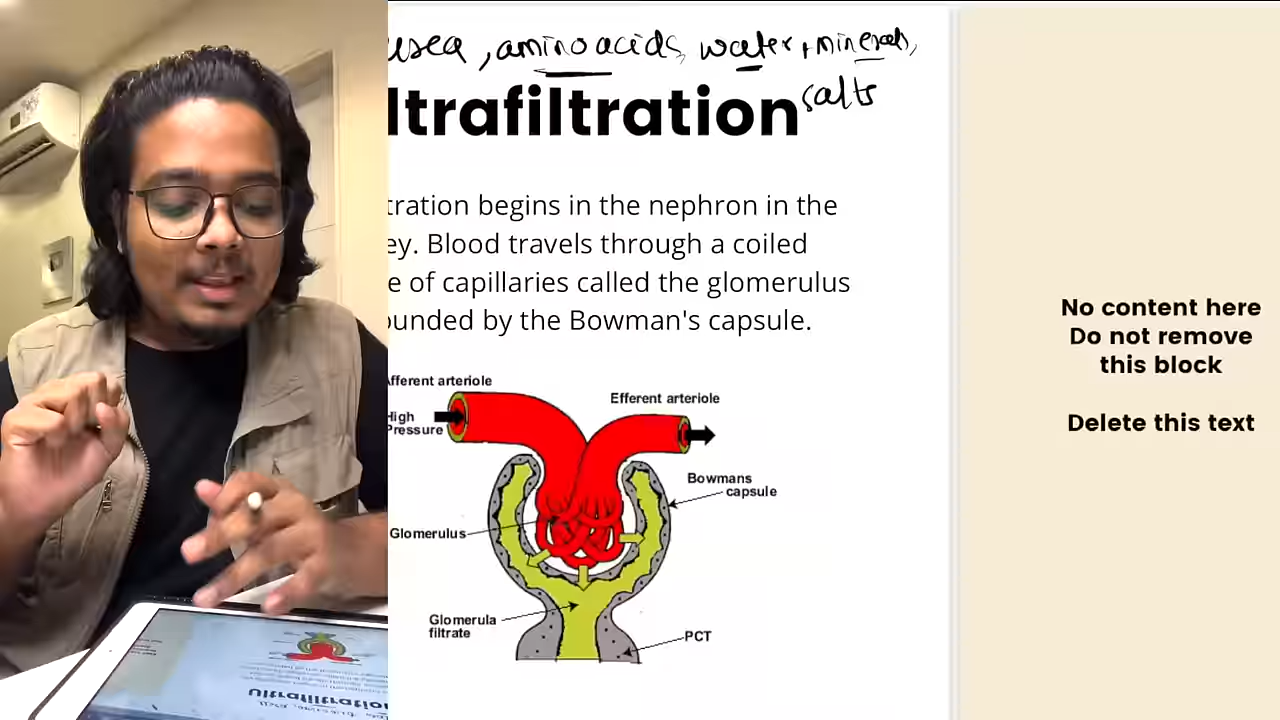 urea, amino acids, water + minerals,
salts
ltrafiltration
tration begins in the nephron in the
ey. Blood travels through a coiled
e of capillaries called the glomerulus
ounded by the Bowman's capsule.
Afferent arteriole
High
Pressure
Efferent arteriole
Bowmans
capsule
Glomerulus
Glomerula
filtrate
PCT
No content here
Do not remove
this block
Delete this text
PCT
Ultrafiltration